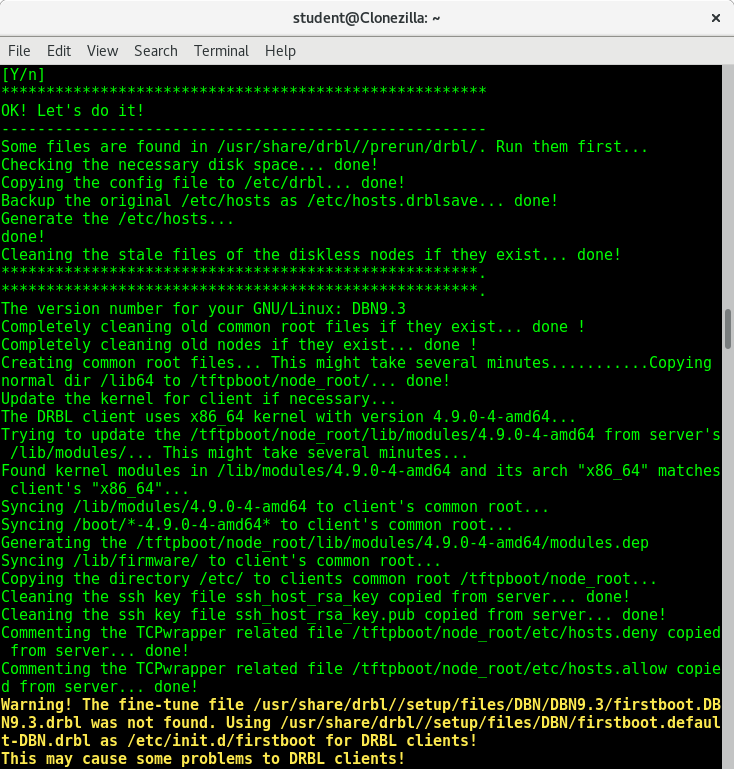 student@Clonezilla: ~
File Edit View Search Terminal Help
[Y/n]
******************************************************
OK! Let's do it!
------------------------------------------------------
Some files are found in /usr/share/drbl//prerun/drbl/. Run them first...
Checking the necessary disk space... done!
Copying the config file to /etc/drbl... done!
Backup the original /etc/hosts as /etc/hosts.drblsave... done!
Generate the /etc/hosts...
done!
Cleaning the stale files of the diskless nodes if they exist... done!
*****************************************************.
*****************************************************.
The version number for your GNU/Linux: DBN9.3
Completely cleaning old common root files if they exist... done !
Completely cleaning old nodes if they exist... done !
Creating common root files... This might take several minutes...........Copying
normal dir /lib64 to /tftpboot/node_root/... done!
Update the kernel for client if necessary...
The DRBL client uses x86_64 kernel with version 4.9.0-4-amd64...
Trying to update the /tftpboot/node_root/lib/modules/4.9.0-4-amd64 from server's
 /lib/modules/... This might take several minutes...
Found kernel modules in /lib/modules/4.9.0-4-amd64 and its arch "x86_64" matches
 client's "x86_64"...
Syncing /lib/modules/4.9.0-4-amd64 to client's common root...
Syncing /boot/*-4.9.0-4-amd64* to client's common root...
Generating the /tftpboot/node_root/lib/modules/4.9.0-4-amd64/modules.dep
Syncing /lib/firmware/ to client's common root...
Copying the directory /etc/ to clients common root /tftpboot/node_root...
Cleaning the ssh key file ssh_host_rsa_key copied from server... done!
Cleaning the ssh key file ssh_host_rsa_key.pub copied from server... done!
Commenting the TCPwrapper related file /tftpboot/node_root/etc/hosts.deny copied
 from server... done!
Commenting the TCPwrapper related file /tftpboot/node_root/etc/hosts.allow copie
d from server... done!
Warning! The fine-tune file /usr/share/drbl//setup/files/DBN/DBN9.3/firstboot.DB
N9.3.drbl was not found. Using /usr/share/drbl//setup/files/DBN/firstboot.defaul
t-DBN.drbl as /etc/init.d/firstboot for DRBL clients!
This may cause some problems to DRBL clients!